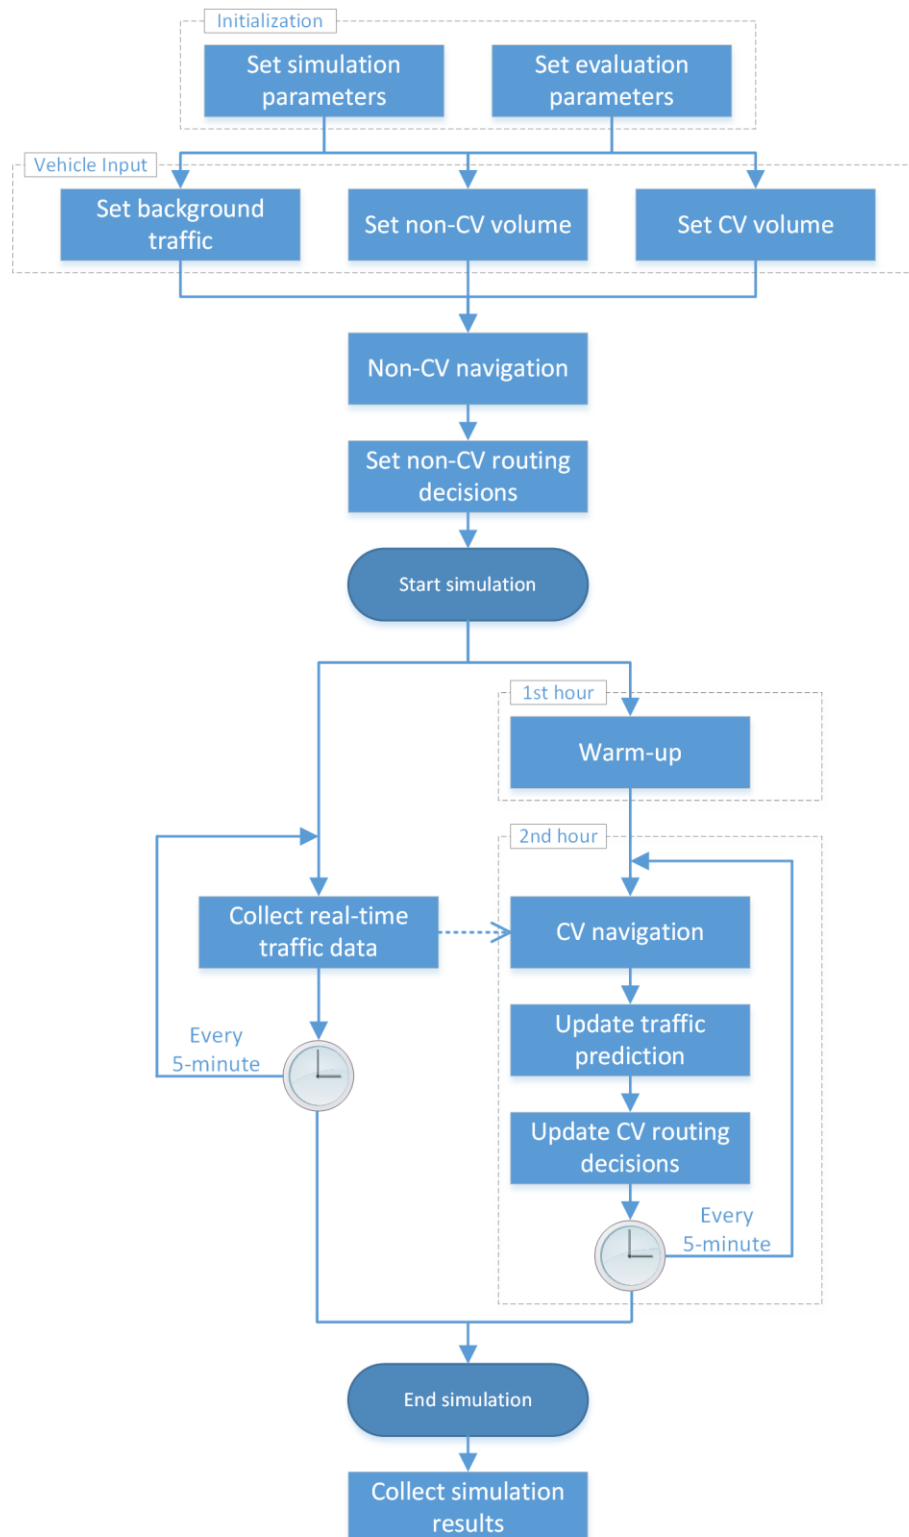 Initialization
Set simulation
parameters
Set evaluation
parameters
Vehicle Input
Set background
traffic
Set non-CV volume
Set CV volume
Non-CV navigation
Set non-CV routing
decisions
Start simulation
1st hour
Warm-up
2nd hour
Collect real-time
traffic data
CV navigation
Every
5-minute
Update traffic
prediction
Update CV routing
decisions
Every
5-minute
End simulation
Collect simulation
results